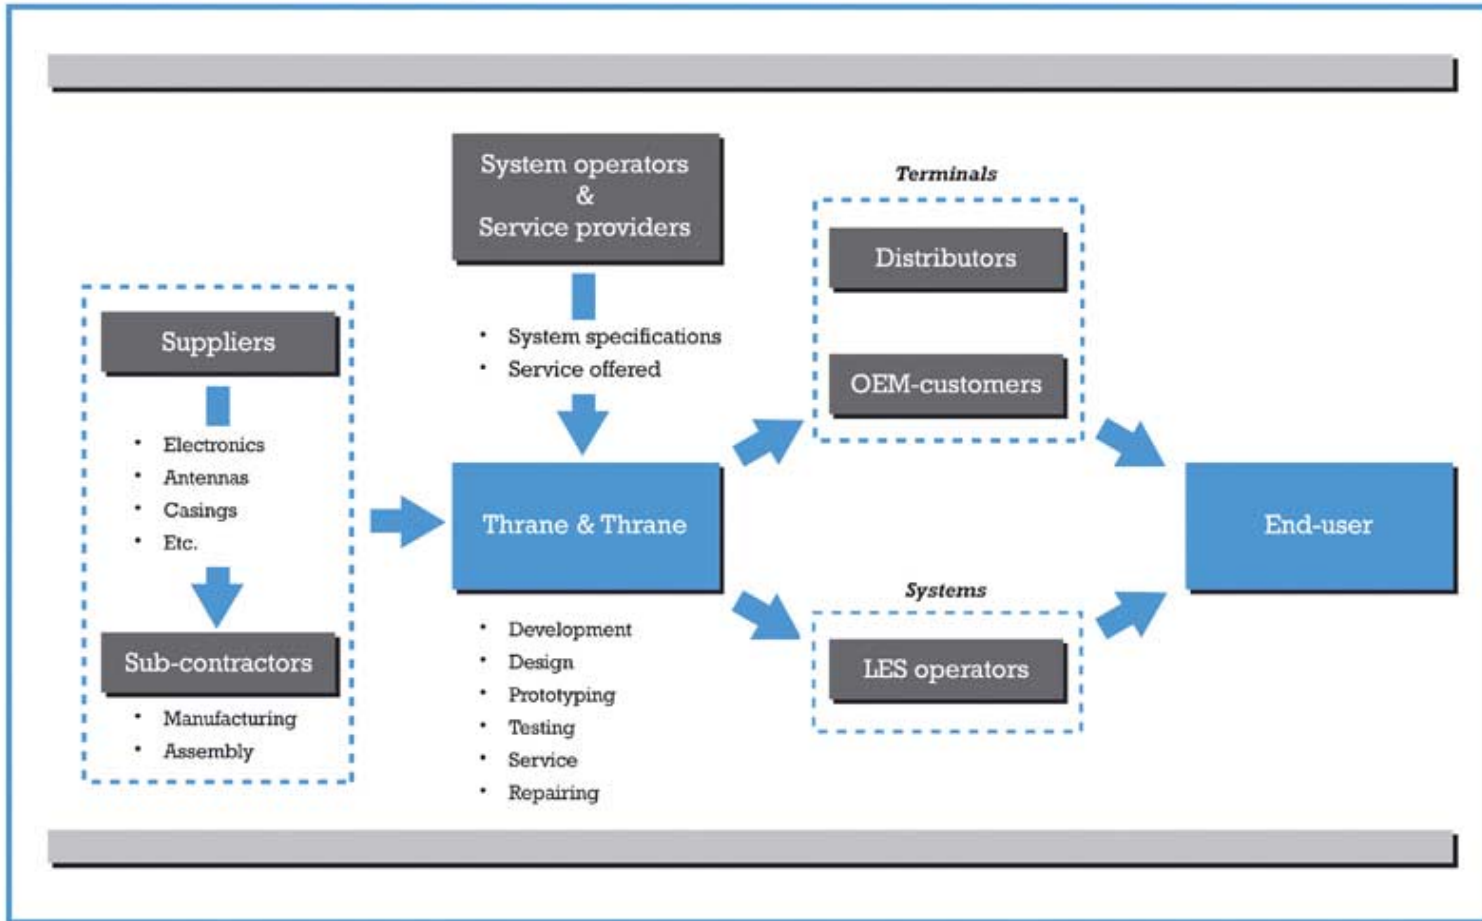 System operators
&
Service providers
• System specifications
• Service offered
Suppliers
• Electronics
• Antennas
• Casings
• Etc.
Sub-contractors
• Manufacturing
• Assembly
Thrane & Thrane
• Development
• Design
• Prototyping
• Testing
• Service
• Repairing
Terminals
Distributors
OEM-customers
Systems
LES operators
End-user